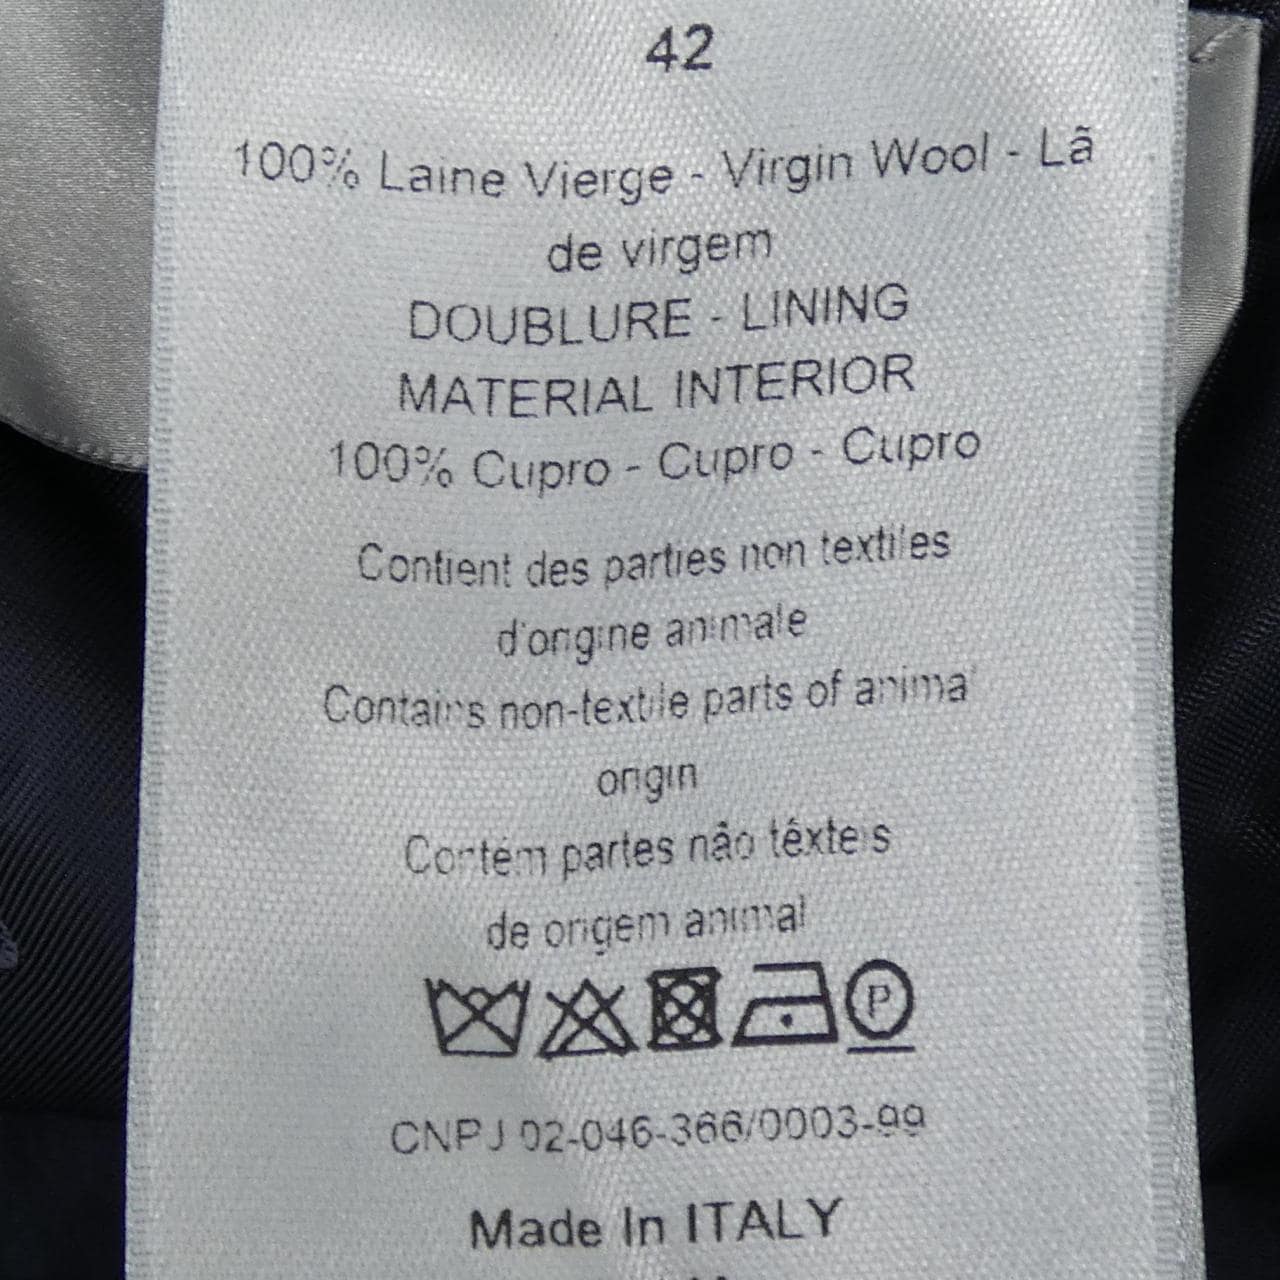 42
100% Laine Vierge - Virgin Wool - Lã
de virgem
DOUBLURE - LINING
MATERIAL INTERIOR
100% Cupro - Cupro - Cupro
Contient des parties non textiles
d'origine animale
Contains non-textile parts of animal
origin
Contém partes não têxteis
de origem animal
P
CNPJ 02-046-366/0003-99
Made In ITALY